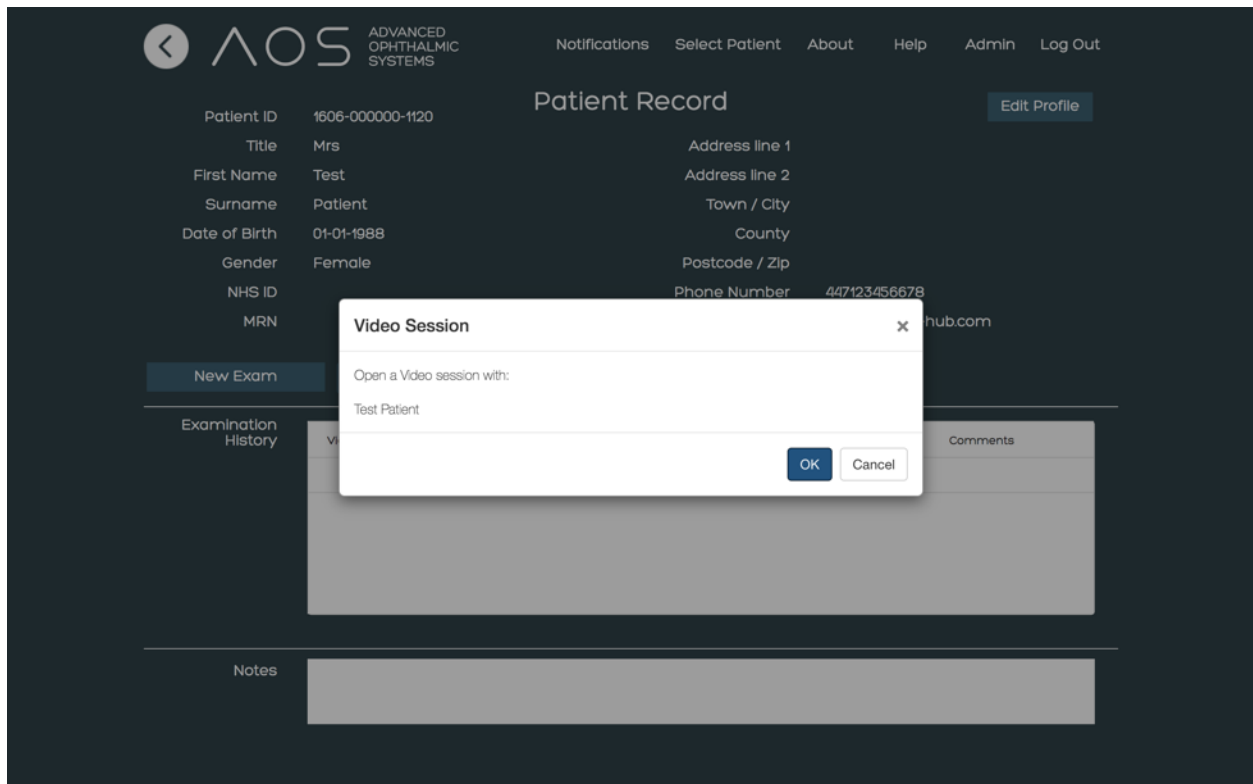 AOS
ADVANCED
OPHTHALMIC
SYSTEMS
Notifications Select Patient About Help Admin Log Out
Patient Record
Edit Profile
Patient ID 1606-000000-1120
Title Mrs
First Name Test
Surname Patient
Date of Birth 01-01-1988
Gender Female
NHS ID
MRN
Address line 1
Address line 2
Town / City
County
Postcode / Zip
Phone Number 447123456678
hub.com
New Exam
Video Session ×
Open a Video session with:
Test Patient
OK Cancel
Examination
History
Comments
Notes